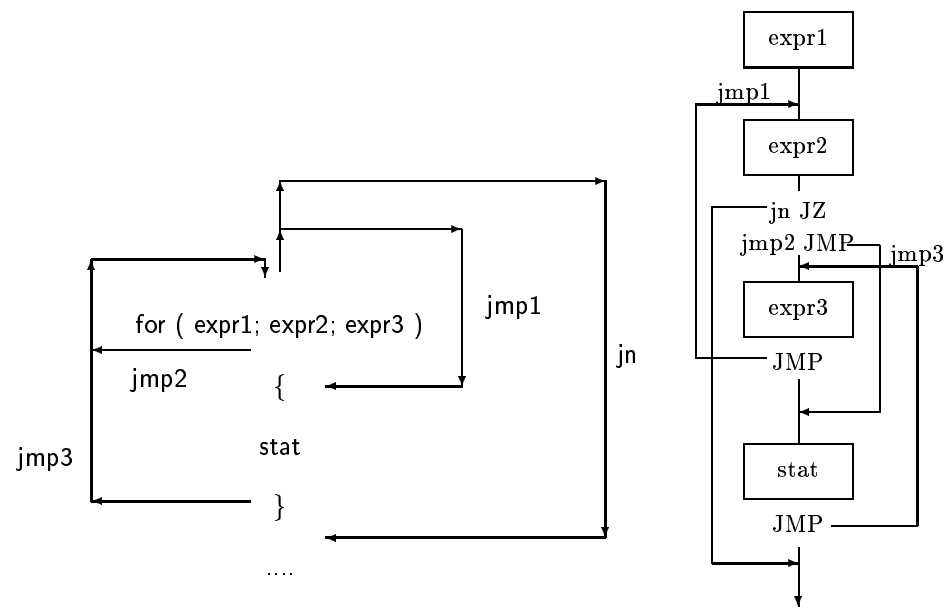 jmp1
for ( expr1; expr2; expr3 )
jn
jmp2
{
stat
jmp3
}
....
expr1
jmp1
expr2
jn JZ
jmp2 JMP
jmp3
expr3
JMP
stat
JMP